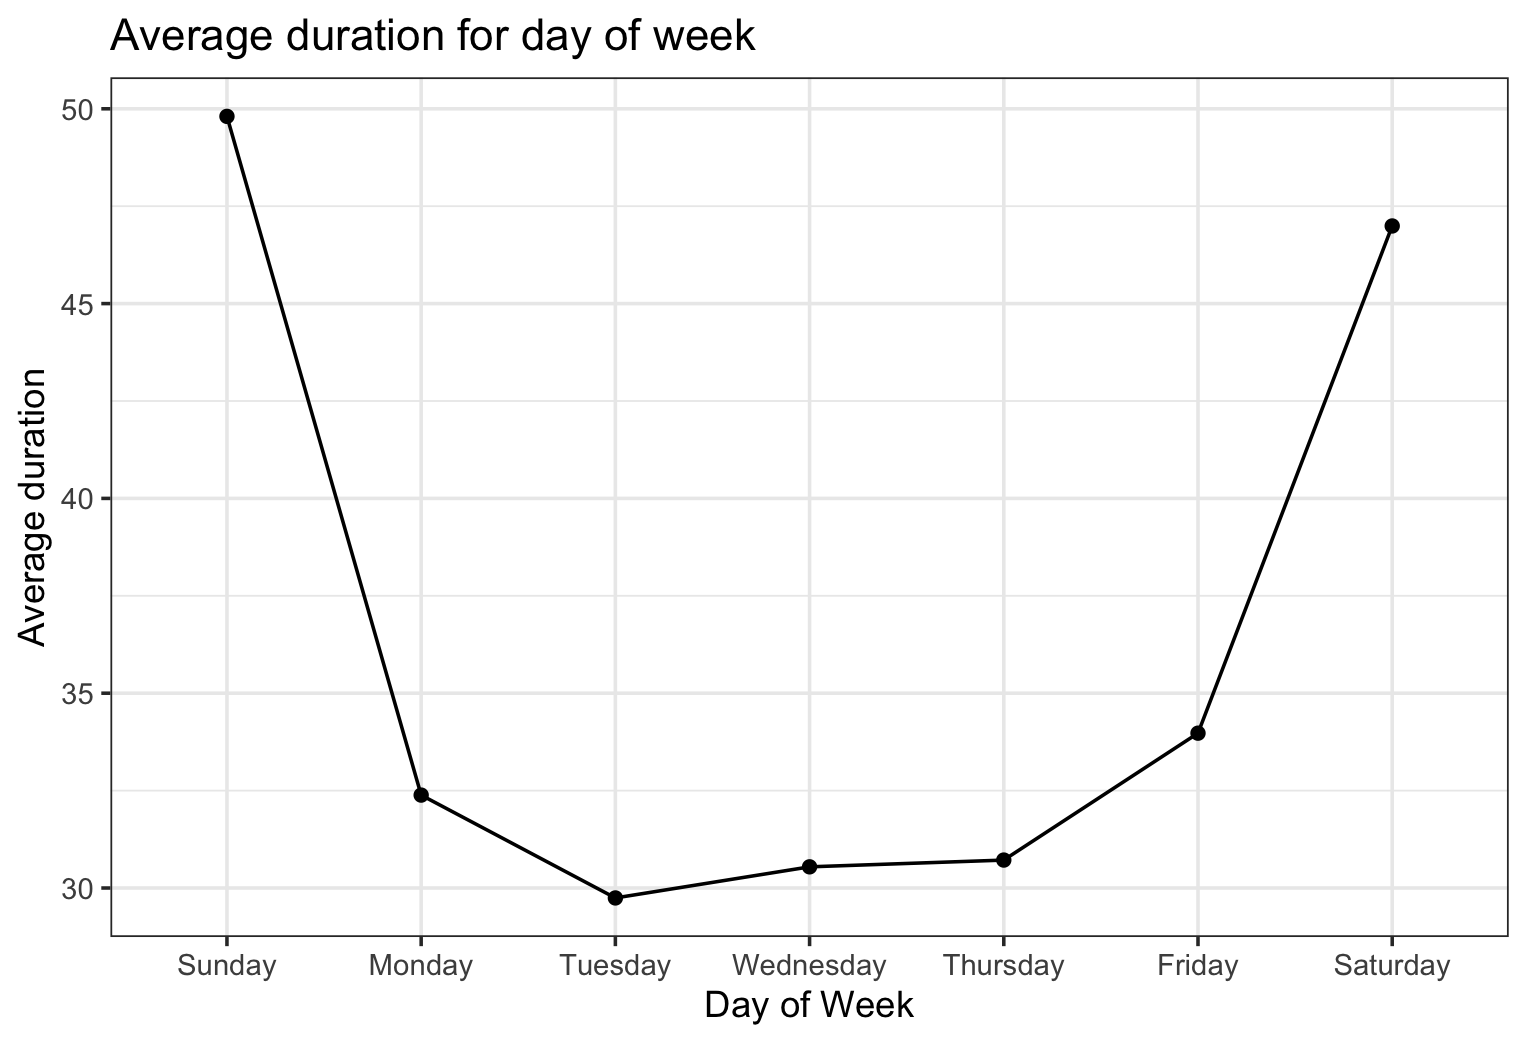 Average duration for day of week
50
45
40
35
30
Average duration
Sunday Monday Tuesday Wednesday Thursday Friday Saturday
Day of Week